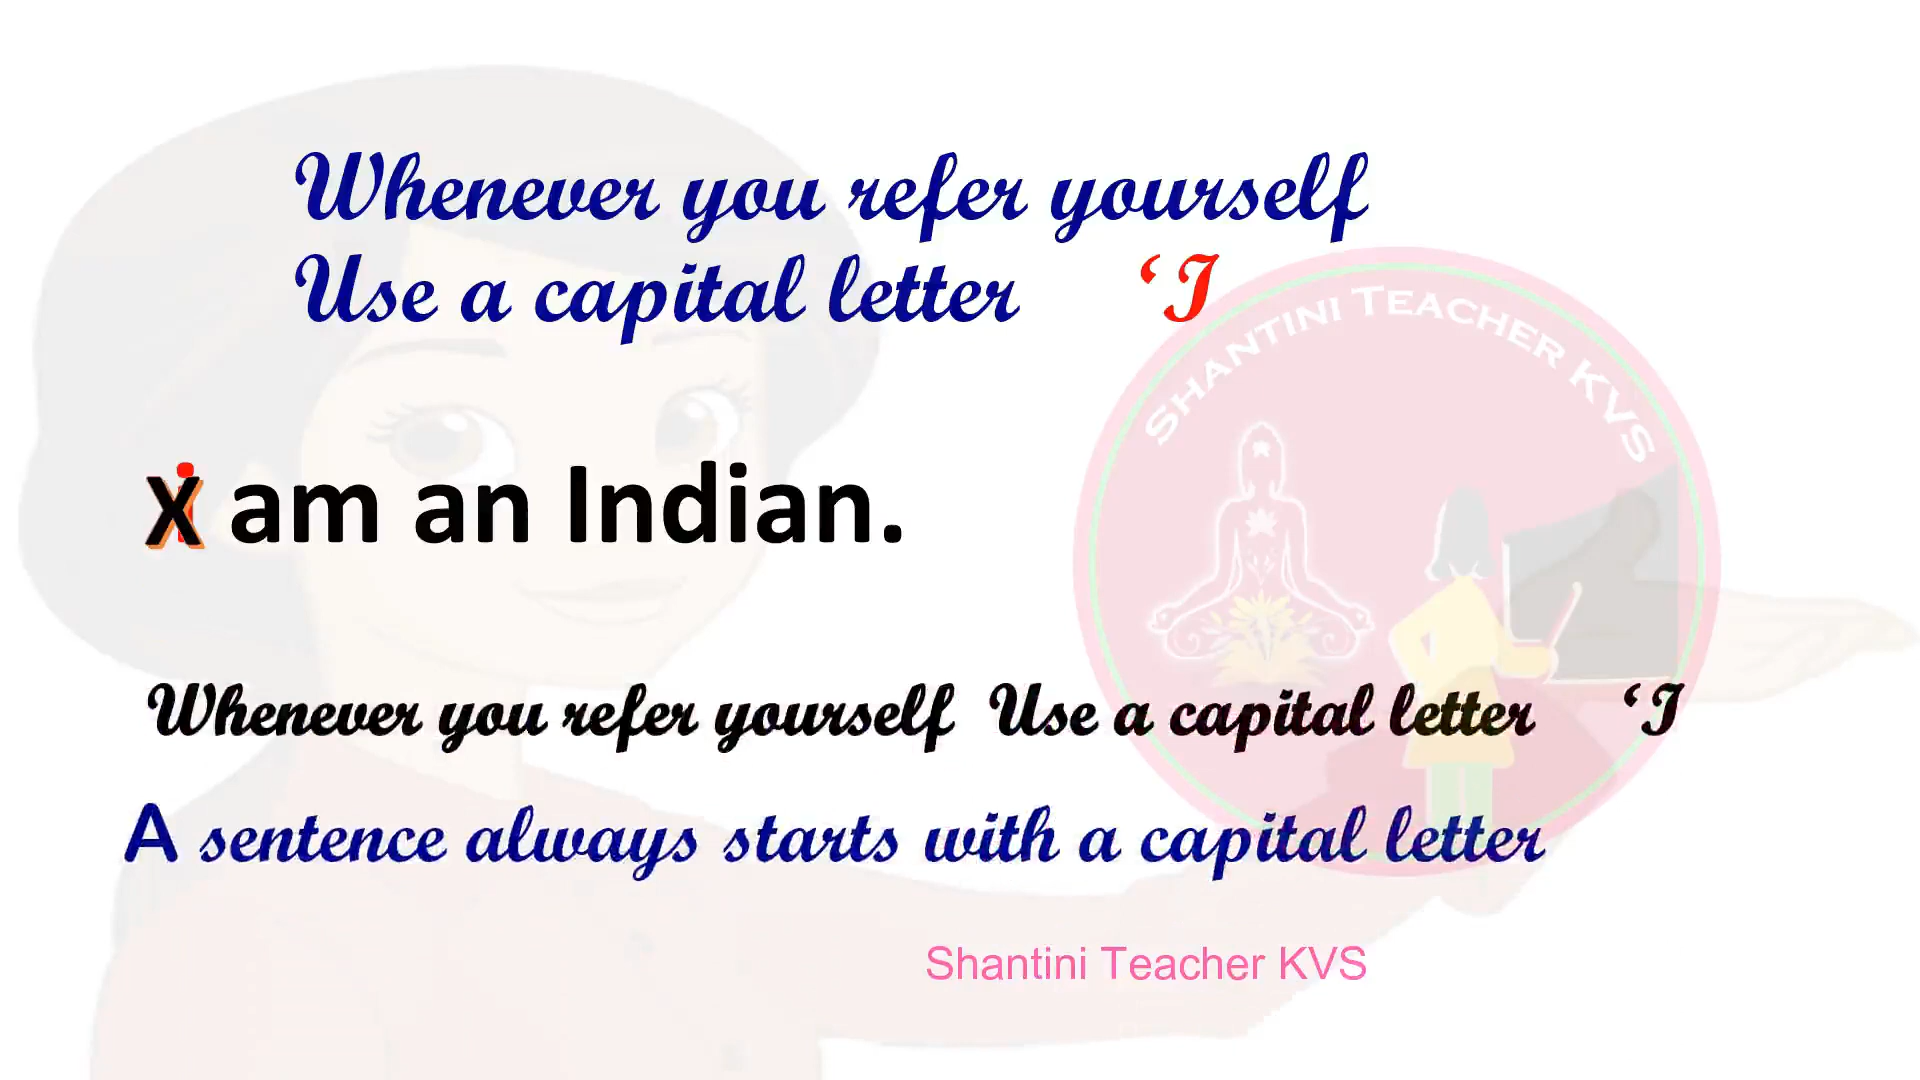 Whenever you refer yourself
Use a capital letter ‘I
SHANTINI TEACHER KVS
i am an Indian.
Whenever you refer yourself Use a capital letter ‘I
A sentence always starts with a capital letter
Shantini Teacher KVS